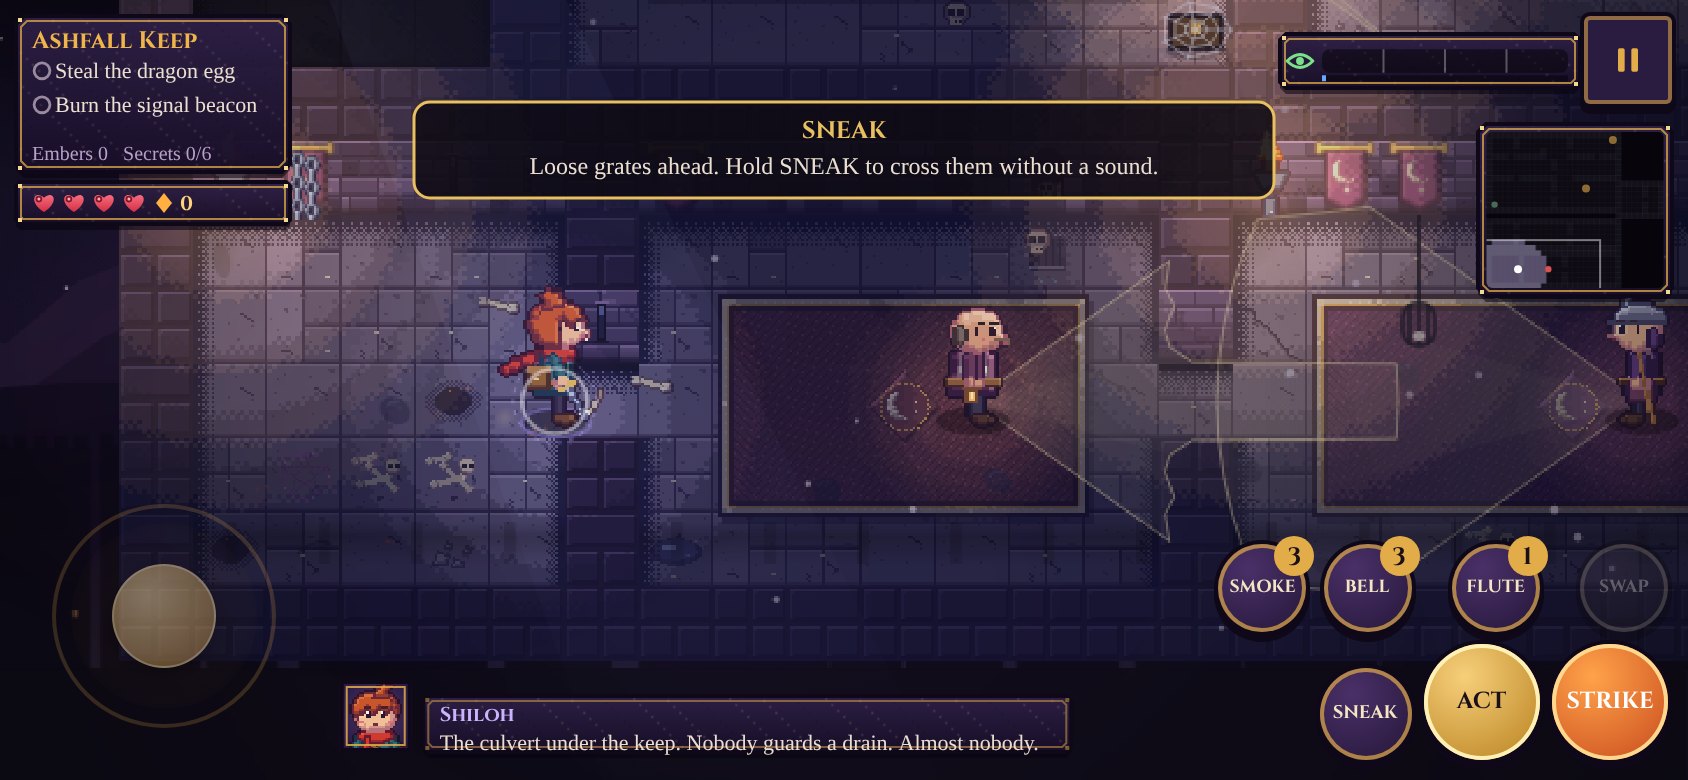 ASHFALL KEEP
Steal the dragon egg
Burn the signal beacon
Embers 0 Secrets 0/6
0
SNEAK
Loose grates ahead. Hold SNEAK to cross them without a sound.
3
3
1
SMOKE
BELL
FLUTE
SWAP
SNEAK
ACT
STRIKE
SHILOH
The culvert under the keep. Nobody guards a drain. Almost nobody.